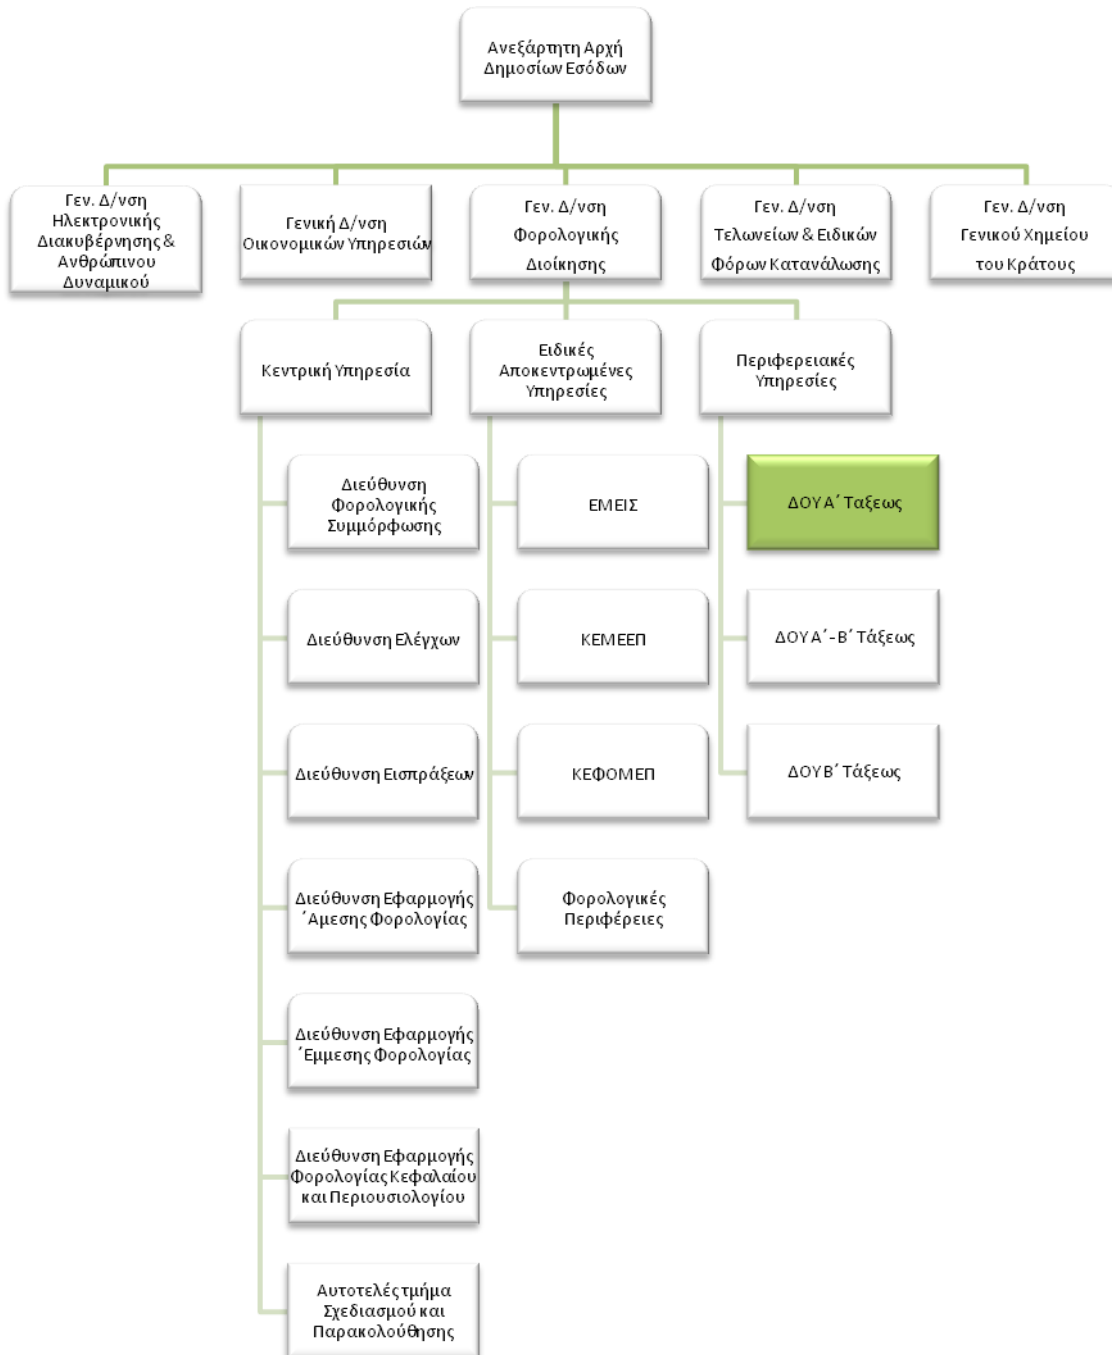 Ανεξάρτητη Αρχή
Δημοσίων Εσόδων
Γεν. Δ/νση
Ηλεκτρονικής
Διακυβέρνησης &
Ανθρώπινου
Δυναμικού
Γενική Δ/νση
Οικονομικών Υπηρεσιών
Γεν. Δ/νση
Φορολογικής
Διοίκησης
Γεν. Δ/νση
Τελωνείων & Ειδικών
Φόρων Κατανάλωσης
Γεν. Δ/νση
Γενικού Χημείου
του Κράτους
Κεντρική Υπηρεσία
Ειδικές
Αποκεντρωμένες
Υπηρεσίες
Περιφερειακές
Υπηρεσίες
Διεύθυνση
Φορολογικής
Συμμόρφωσης
Διεύθυνση Ελέγχων
Διεύθυνση Εισπράξεων
Διεύθυνση Εφαρμογής
΄Αμεσης Φορολογίας
Διεύθυνση Εφαρμογής
΄Εμμεσης Φορολογίας
Διεύθυνση Εφαρμογής
Φορολογίας Κεφαλαίου
και Περιουσιολογίου
Αυτοτελές τμήμα
Σχεδιασμού και
Παρακολούθησης
ΕΜΕΙΣ
ΚΕΜΕΕΠ
ΚΕΦΟΜΕΠ
Φορολογικές
Περιφέρειες
ΔΟΥ Α΄ Ταξεως
ΔΟΥ Α΄-Β΄ Τάξεως
ΔΟΥ Β΄ Τάξεως